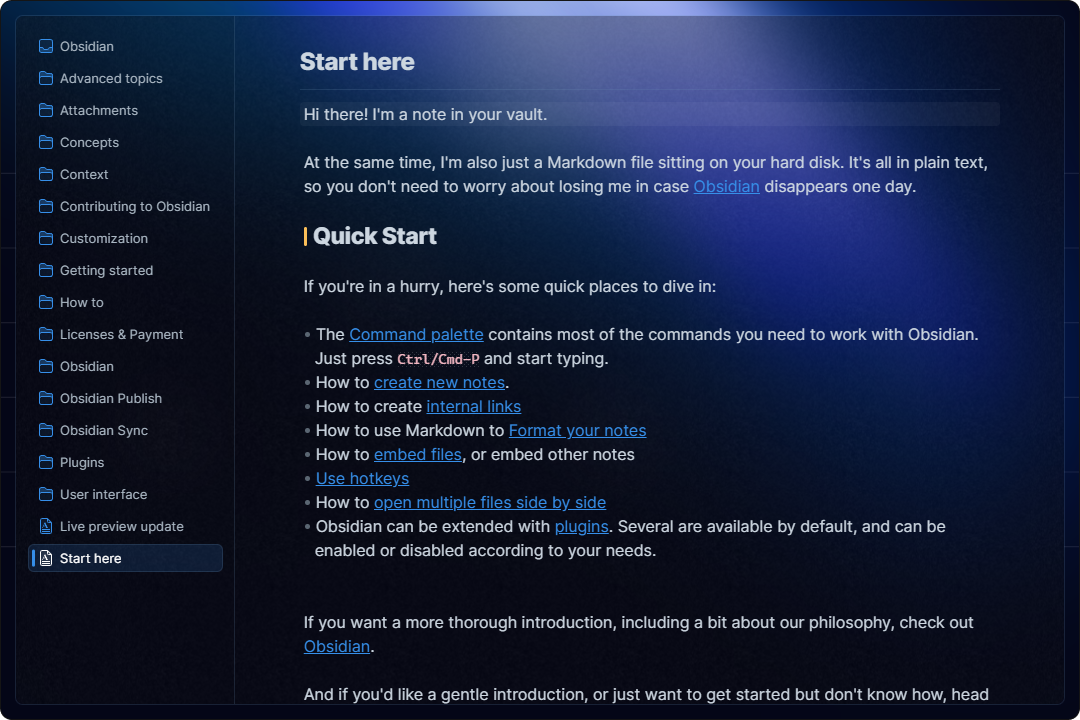 Obsidian
Advanced topics
Attachments
Concepts
Context
Contributing to Obsidian
Customization
Getting started
How to
Licenses & Payment
Obsidian
Obsidian Publish
Obsidian Sync
Plugins
User interface
Live preview update
Start here
Start here
Hi there! I'm a note in your vault.
At the same time, I'm also just a Markdown file sitting on your hard disk. It's all in plain text,
so you don't need to worry about losing me in case Obsidian disappears one day.
Quick Start
If you're in a hurry, here's some quick places to dive in:
• The Command palette contains most of the commands you need to work with Obsidian.
Just press Ctrl/Cmd-P and start typing.
• How to create new notes.
• How to create internal links
• How to use Markdown to Format your notes
• How to embed files, or embed other notes
• Use hotkeys
• How to open multiple files side by side
• Obsidian can be extended with plugins. Several are available by default, and can be
enabled or disabled according to your needs.
If you want a more thorough introduction, including a bit about our philosophy, check out
Obsidian.
And if you'd like a gentle introduction, or just want to get started but don't know how, head